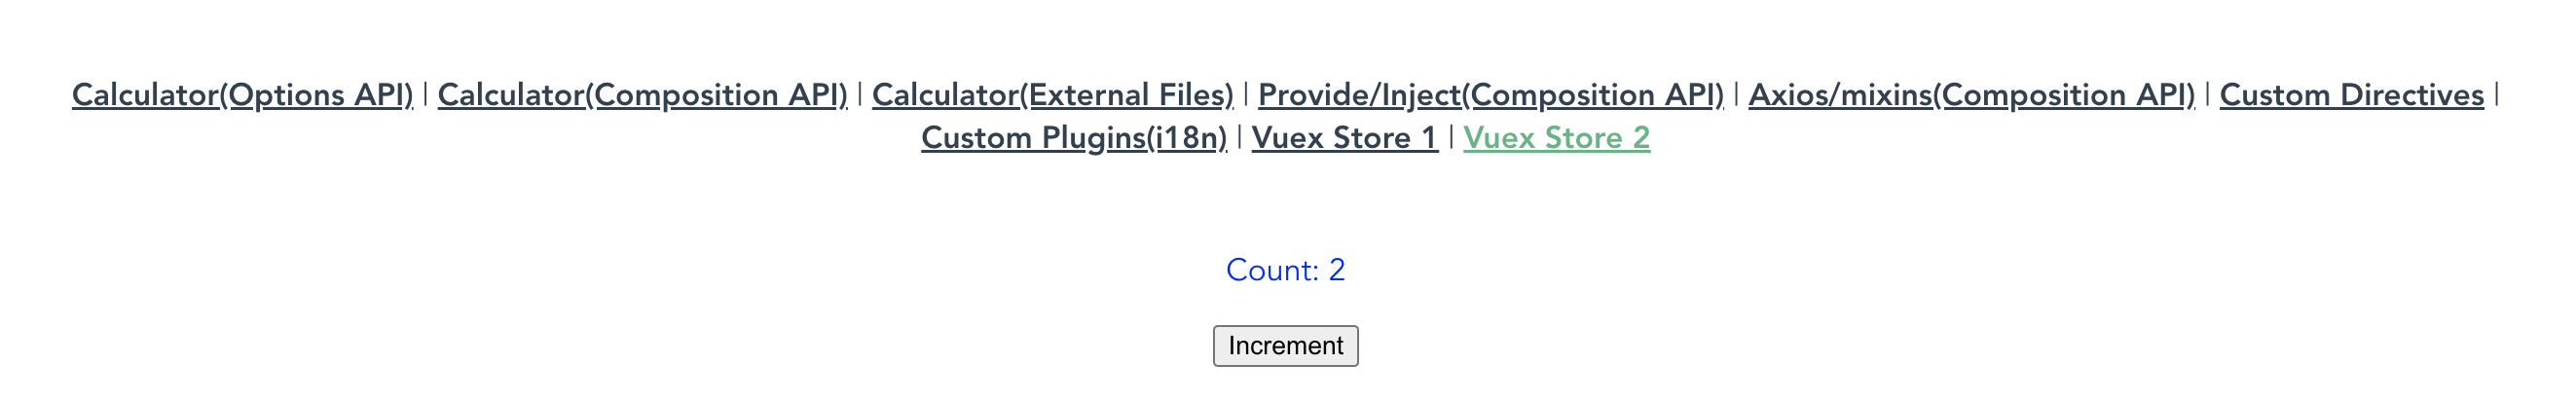 Calculator(Options API) | Calculator(Composition API) | Calculator(External Files) | Provide/Inject(Composition API) | Axios/mixins(Composition API) | Custom Directives |
Custom Plugins(i18n) | Vuex Store 1 | Vuex Store 2
Count: 2
Increment